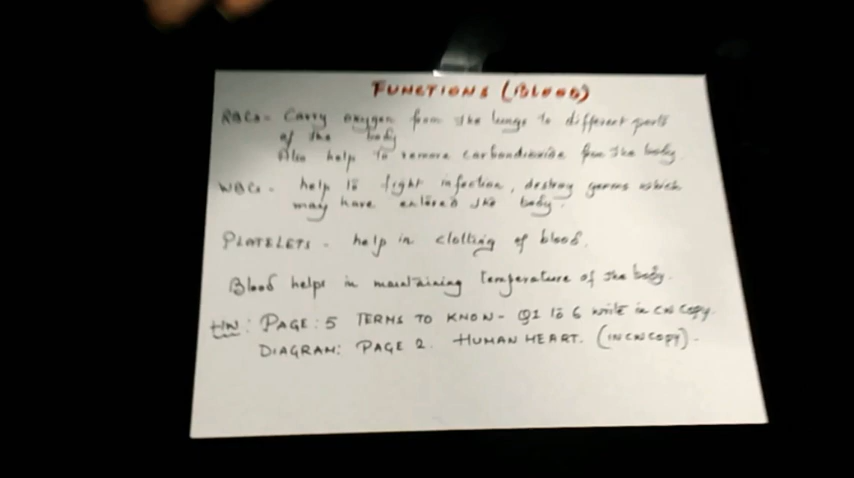 FUNCTIONS (BLOOD)
RBCs - Carry oxygen from the lungs to different parts
of the body
Also help to remove carbondioxide from the body
WBCs - help to fight infection, destroy germs which
may have entered the body.
PLATELETS - help in clotting of blood.
Blood helps in maintaining temperature of the body.
HW: PAGE: 5 TERMS TO KNOW - Q1 to 6 write in CW copy.
DIAGRAM: PAGE 2. HUMAN HEART. (IN CW COPY).